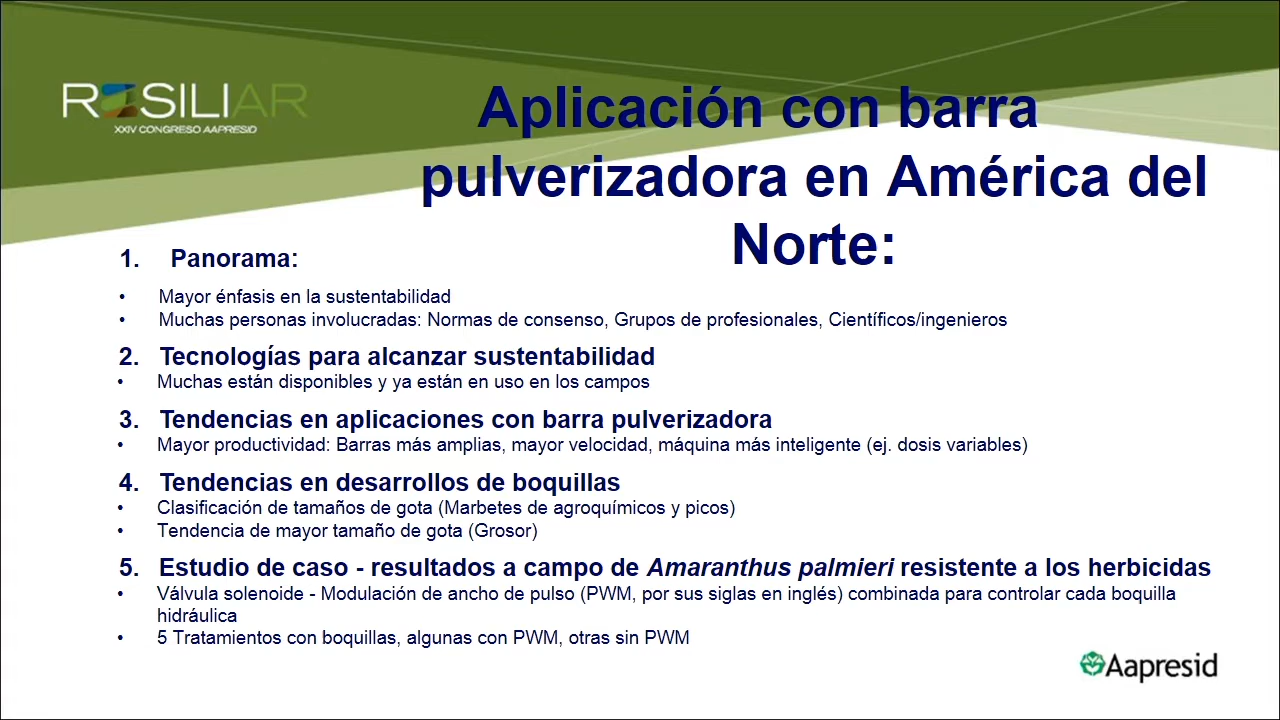 RESILIAR
XXIV CONGRESO AAPRESID
Aplicación con barra
pulverizadora en América del
Norte:
1. Panorama:
• Mayor énfasis en la sustentabilidad
• Muchas personas involucradas: Normas de consenso, Grupos de profesionales, Científicos/ingenieros
2. Tecnologías para alcanzar sustentabilidad
• Muchas están disponibles y ya están en uso en los campos
3. Tendencias en aplicaciones con barra pulverizadora
• Mayor productividad: Barras más amplias, mayor velocidad, máquina más inteligente (ej. dosis variables)
4. Tendencias en desarrollos de boquillas
• Clasificación de tamaños de gota (Marbetes de agroquímicos y picos)
• Tendencia de mayor tamaño de gota (Grosor)
5. Estudio de caso - resultados a campo de Amaranthus palmieri resistente a los herbicidas
• Válvula solenoide - Modulación de ancho de pulso (PWM, por sus siglas en inglés) combinada para controlar cada boquilla
hidráulica
• 5 Tratamientos con boquillas, algunas con PWM, otras sin PWM
Aapresid